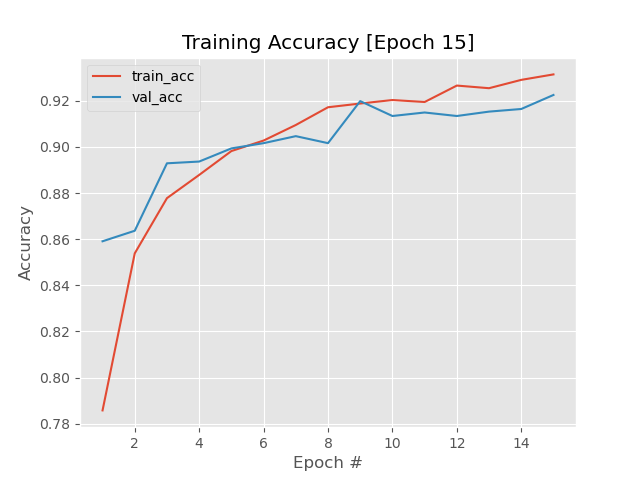 Training Accuracy [Epoch 15]
train_acc
val_acc
0.92
0.90
0.88
0.86
0.84
0.82
0.80
0.78
Accuracy
2 4 6 8 10 12 14
Epoch #